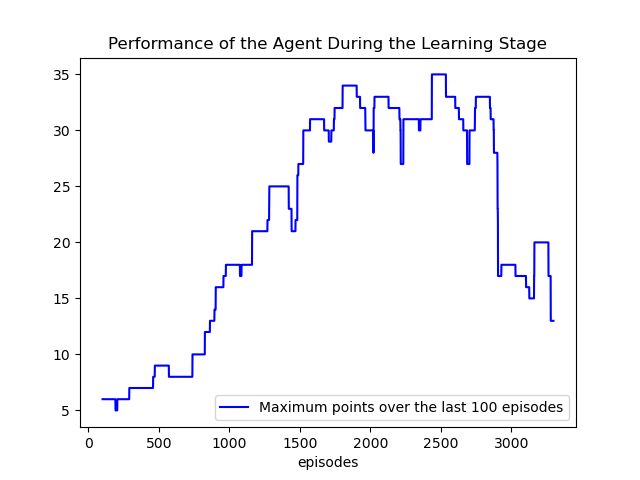 Performance of the Agent During the Learning Stage
35
30
25
20
15
10
5
Maximum points over the last 100 episodes
0 500 1000 1500 2000 2500 3000
episodes